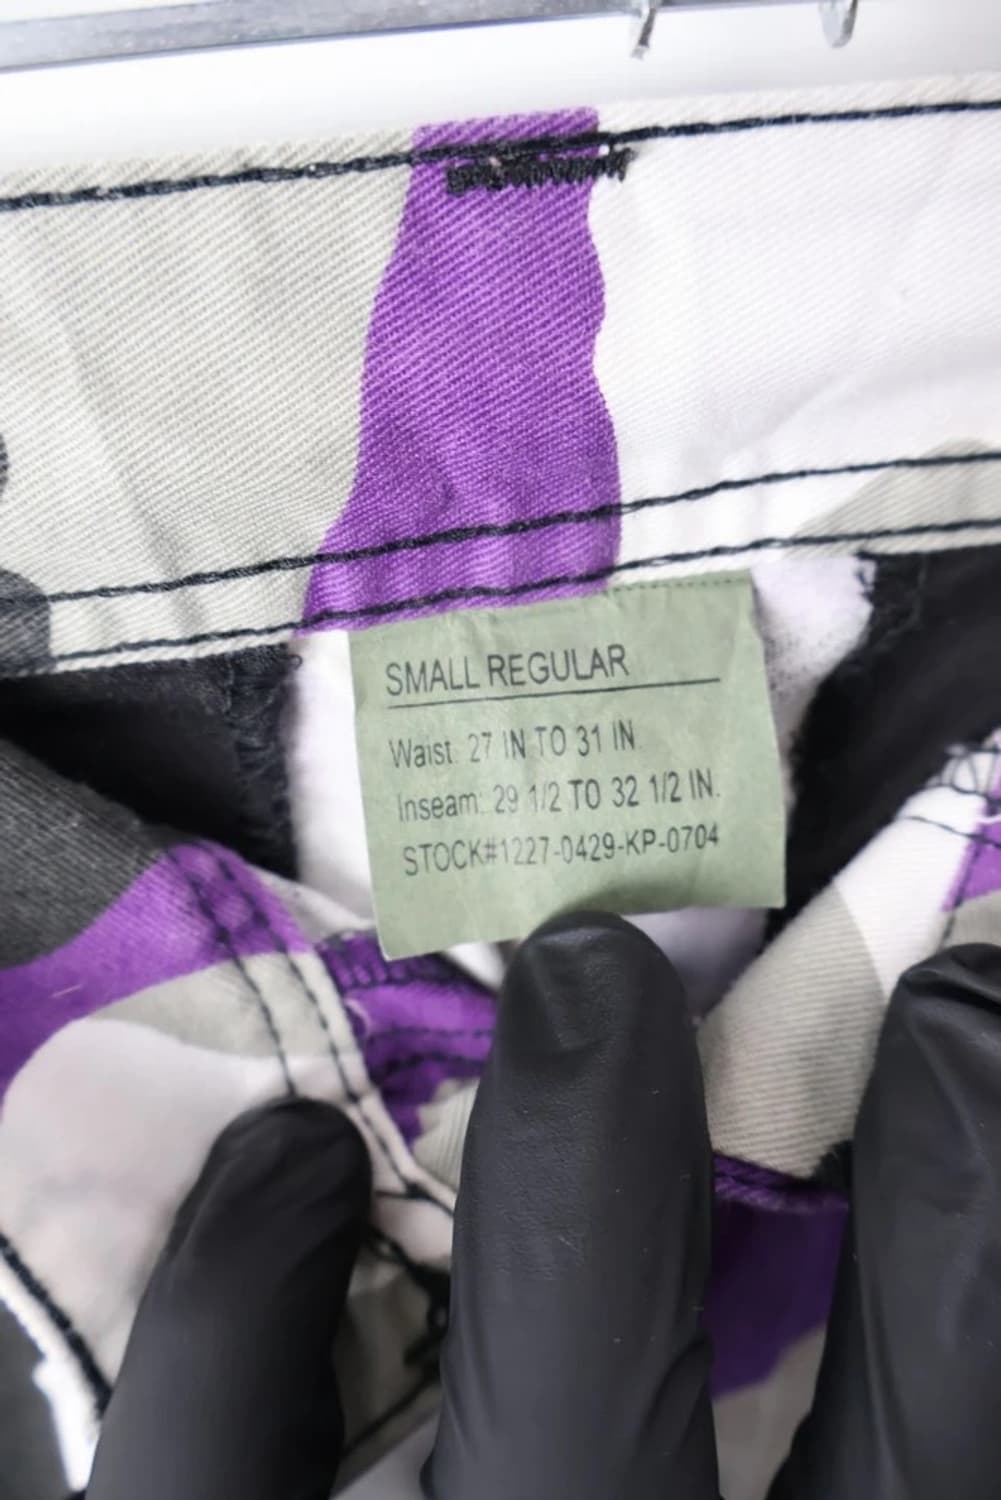 SMALL REGULAR
Waist: 27 IN TO 31 IN.
Inseam: 29 1/2 TO 32 1/2 IN.
STOCK#1227-0429-KP-0704